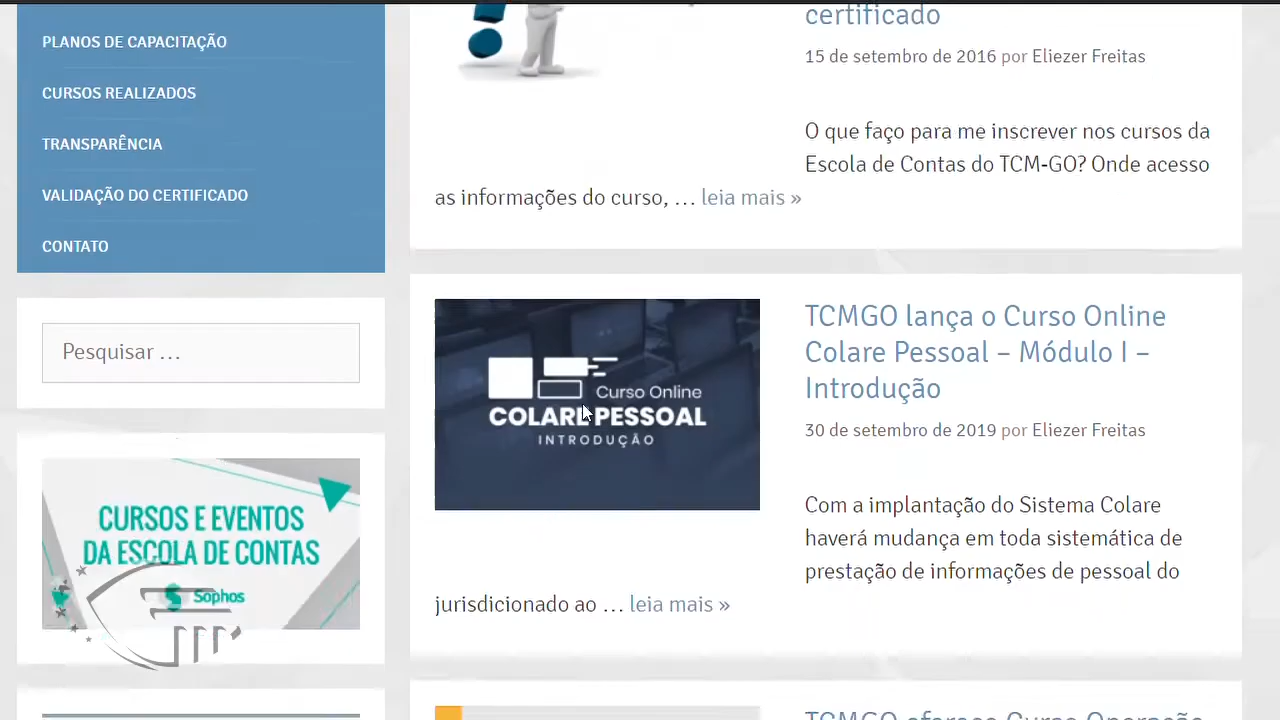 PLANOS DE CAPACITAÇÃO
CURSOS REALIZADOS
TRANSPARÊNCIA
VALIDAÇÃO DO CERTIFICADO
CONTATO
Pesquisar …
CURSOS E EVENTOS
DA ESCOLA DE CONTAS
Sophos
certificado
15 de setembro de 2016 por Eliezer Freitas
O que faço para me inscrever nos cursos da
Escola de Contas do TCM-GO? Onde acesso
as informações do curso, … leia mais »
Curso Online
COLARE PESSOAL
INTRODUÇÃO
TCMGO lança o Curso Online
Colare Pessoal – Módulo I –
Introdução
30 de setembro de 2019 por Eliezer Freitas
Com a implantação do Sistema Colare
haverá mudança em toda sistemática de
prestação de informações de pessoal do
jurisdicionado ao … leia mais »
TCMGO oferece Curso Operação